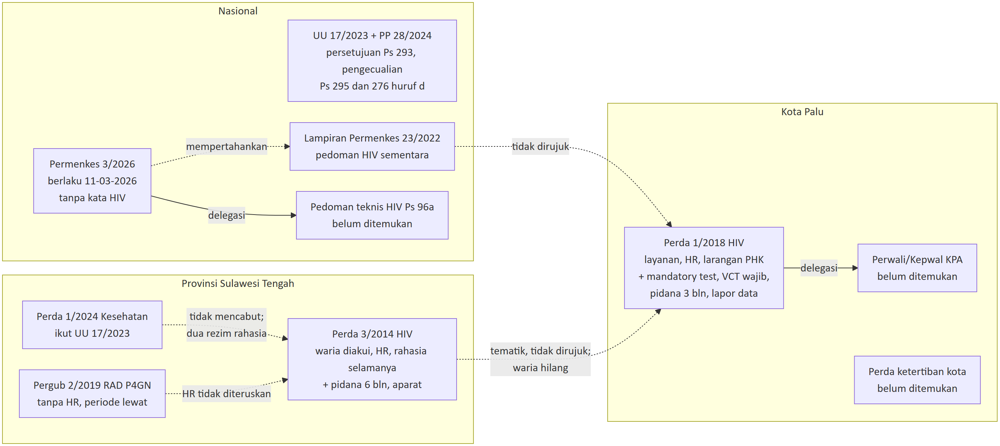 Nasional
UU 17/2023 + PP 28/2024
persetujuan Ps 293,
pengecualian
Ps 295 dan 276 huruf d
Permenkes 3/2026
berlaku 11-03-2026
tanpa kata HIV
mempertahankan
Lampiran Permenkes 23/2022
pedoman HIV sementara
delegasi
Pedoman teknis HIV Ps 96a
belum ditemukan
tidak dirujuk
Provinsi Sulawesi Tengah
Perda 1/2024 Kesehatan
ikut UU 17/2023
tidak mencabut;
dua rezim rahasia
Pergub 2/2019 RAD P4GN
tanpa HR, periode lewat
HR tidak diteruskan
Perda 3/2014 HIV
waria diakui, HR, rahasia
selamanya
+ pidana 6 bln, aparat
tematik, tidak dirujuk;
waria hilang
Kota Palu
Perda 1/2018 HIV
layanan, HR, larangan PHK
+ mandatory test, VCT wajib,
pidana 3 bln, lapor data
delegasi
Perwali/Kepwal KPA
belum ditemukan
Perda ketertiban kota
belum ditemukan